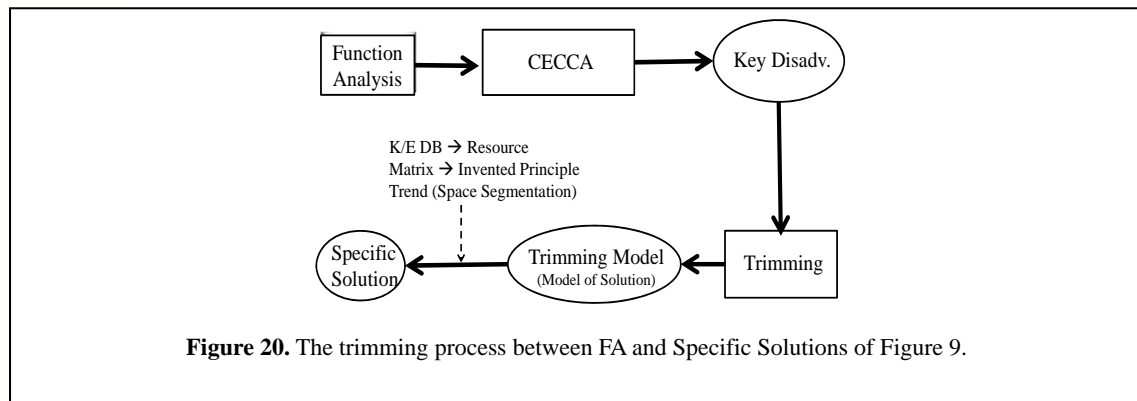 Function
Analysis
CECCA
Key Disadv.
K/E DB → Resource
Matrix → Invented Principle
Trend (Space Segmentation)
Specific
Solution
Trimming Model
(Model of Solution)
Trimming
Figure 20. The trimming process between FA and Specific Solutions of Figure 9.